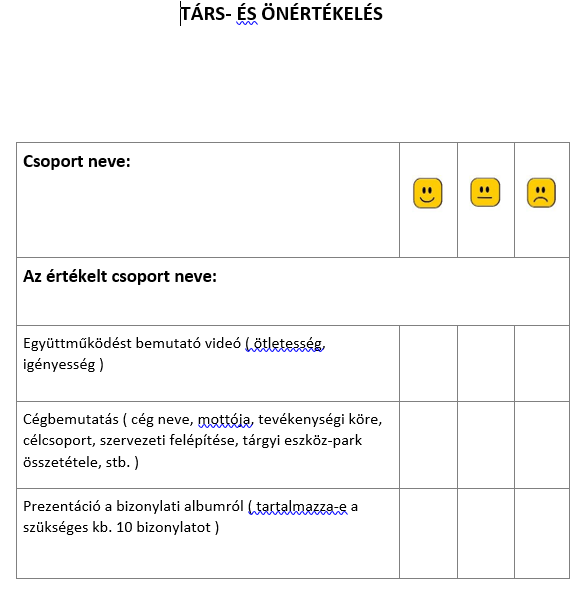 TÁRS- ÉS ÖNÉRTÉKELÉS
Csoport neve:
Az értékelt csoport neve:
Együttműködést bemutató videó ( ötletesség,
igényesség )
Cégbemutatás ( cég neve, mottója, tevékenységi köre,
célcsoport, szervezeti felépítése, tárgyi eszköz-park
összetétele, stb. )
Prezentáció a bizonylati albumról ( tartalmazza-e a
szükséges kb. 10 bizonylatot )